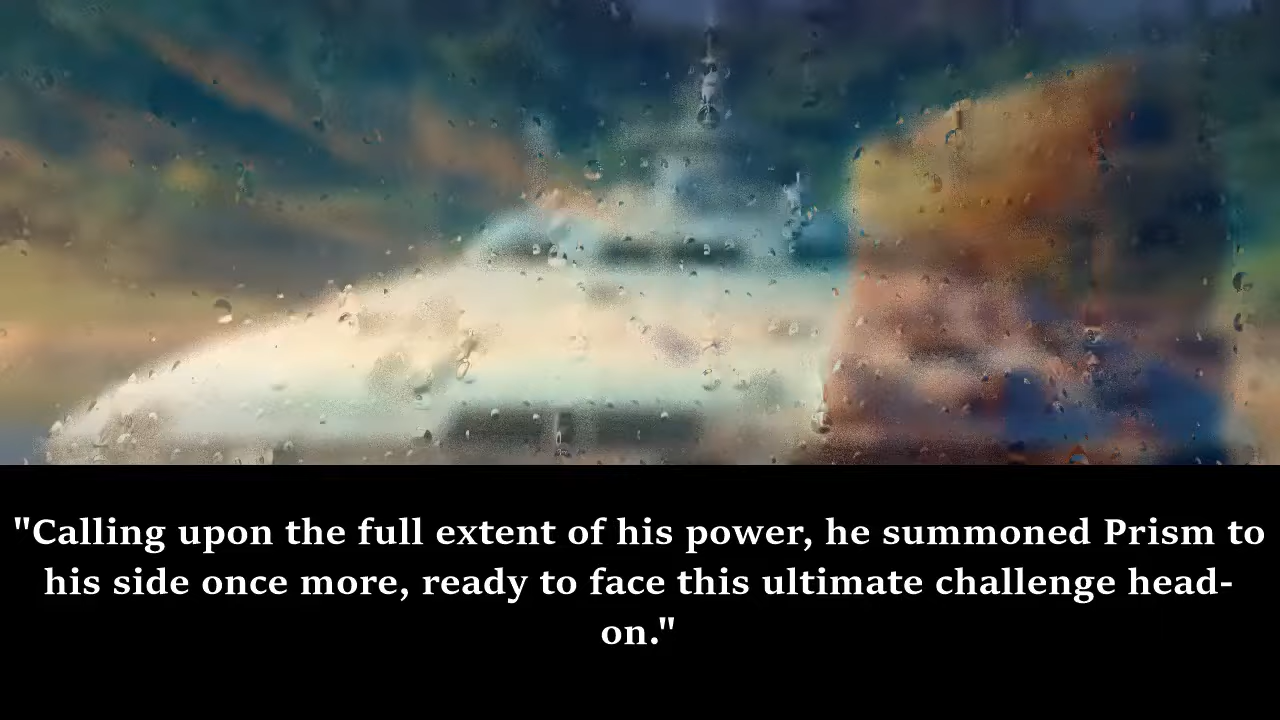 "Calling upon the full extent of his power, he summoned Prism to
his side once more, ready to face this ultimate challenge head-
on."